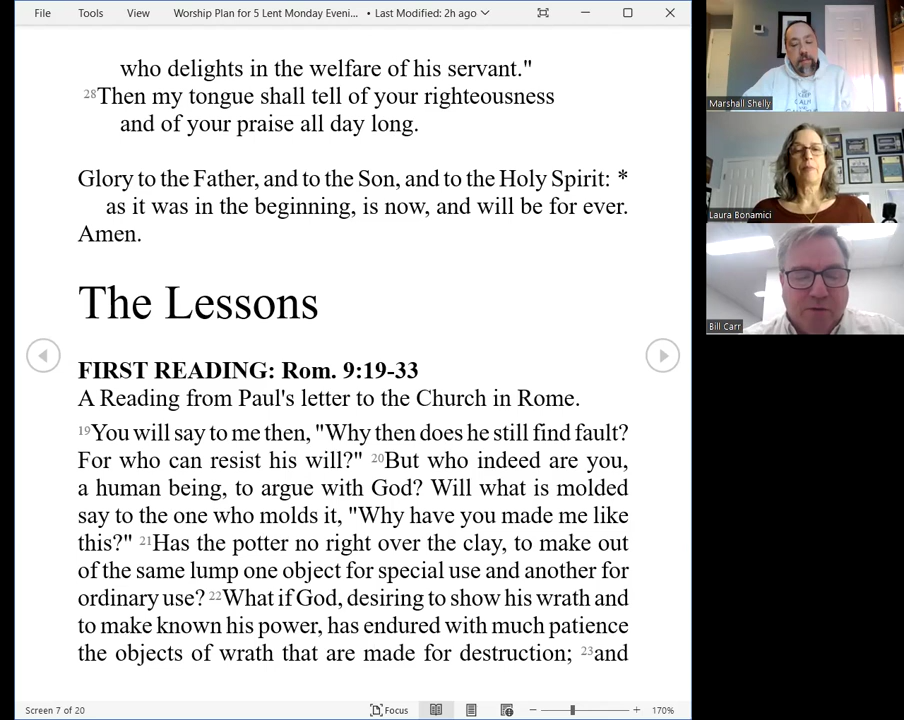 File Tools View Worship Plan for 5 Lent Monday Eveni... • Last Modified: 2h ago
who delights in the welfare of his servant."
28Then my tongue shall tell of your righteousness
and of your praise all day long.
Glory to the Father, and to the Son, and to the Holy Spirit: *
as it was in the beginning, is now, and will be for ever.
Amen.
The Lessons
FIRST READING: Rom. 9:19-33
A Reading from Paul's letter to the Church in Rome.
19You will say to me then, "Why then does he still find fault?
For who can resist his will?" 20But who indeed are you,
a human being, to argue with God? Will what is molded
say to the one who molds it, "Why have you made me like
this?" 21Has the potter no right over the clay, to make out
of the same lump one object for special use and another for
ordinary use? 22What if God, desiring to show his wrath and
to make known his power, has endured with much patience
the objects of wrath that are made for destruction; 23and
Screen 7 of 20 Focus 170%
Marshall Shelly
KEEP
CALM
Laura Bonamici
Bill Carr